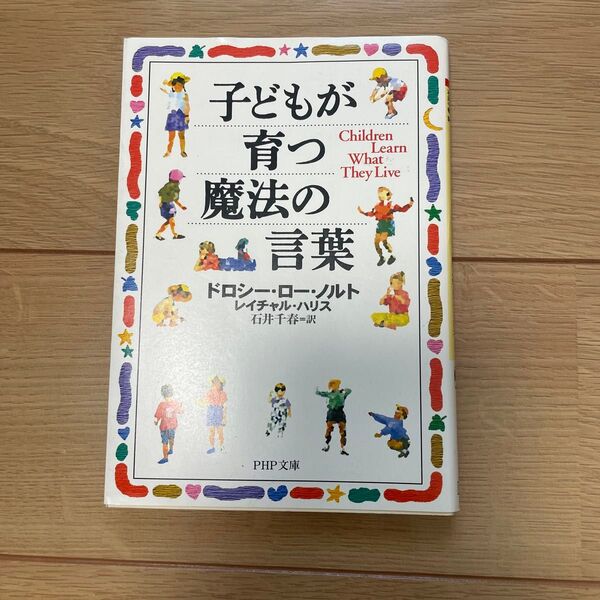 子どもが
育つ
魔法の
言葉
Children
Learn
What
They Live
ドロシー・ロー・ノルト
レイチャル・ハリス
石井千春=訳
PHP文庫